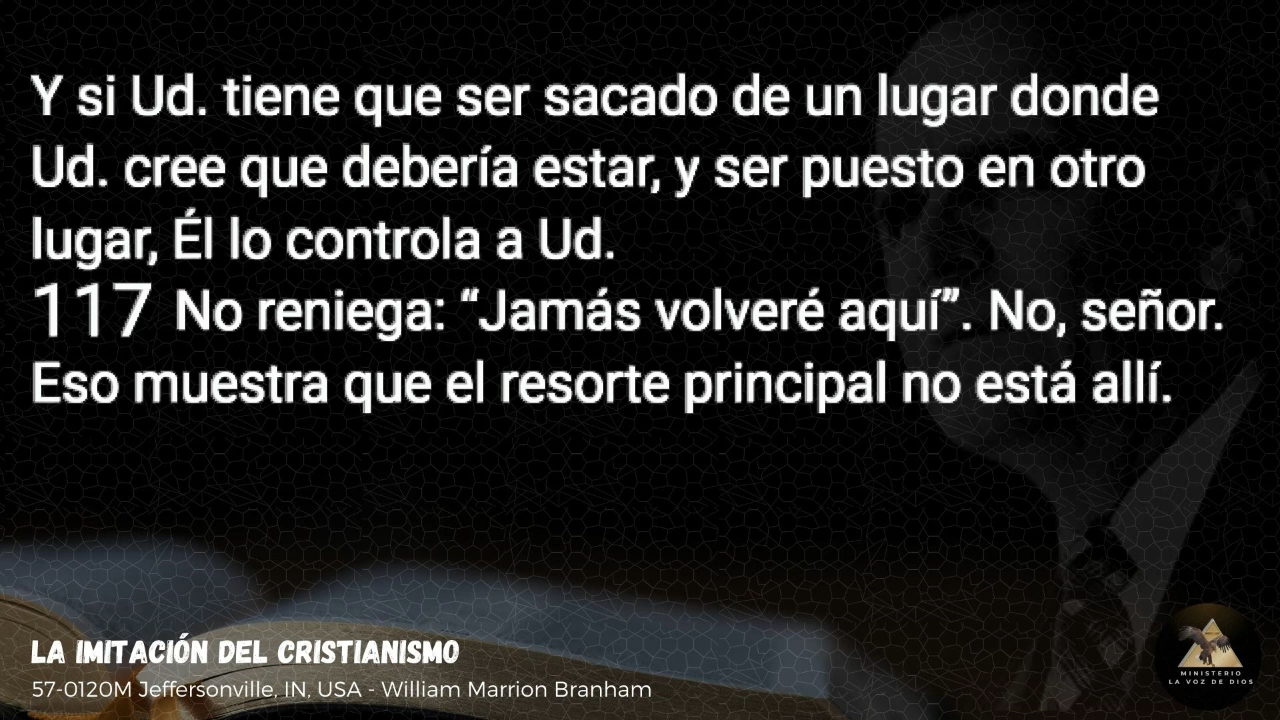 Y si Ud. tiene que ser sacado de un lugar donde
Ud. cree que debería estar, y ser puesto en otro
lugar, Él lo controla a Ud.
117 No reniega: “Jamás volveré aquí”. No, señor.
Eso muestra que el resorte principal no está allí.
LA IMITACIÓN DEL CRISTIANISMO
57-0120M Jeffersonville, IN, USA - William Marrion Branham
MINISTERIO
LA VOZ DE DIOS